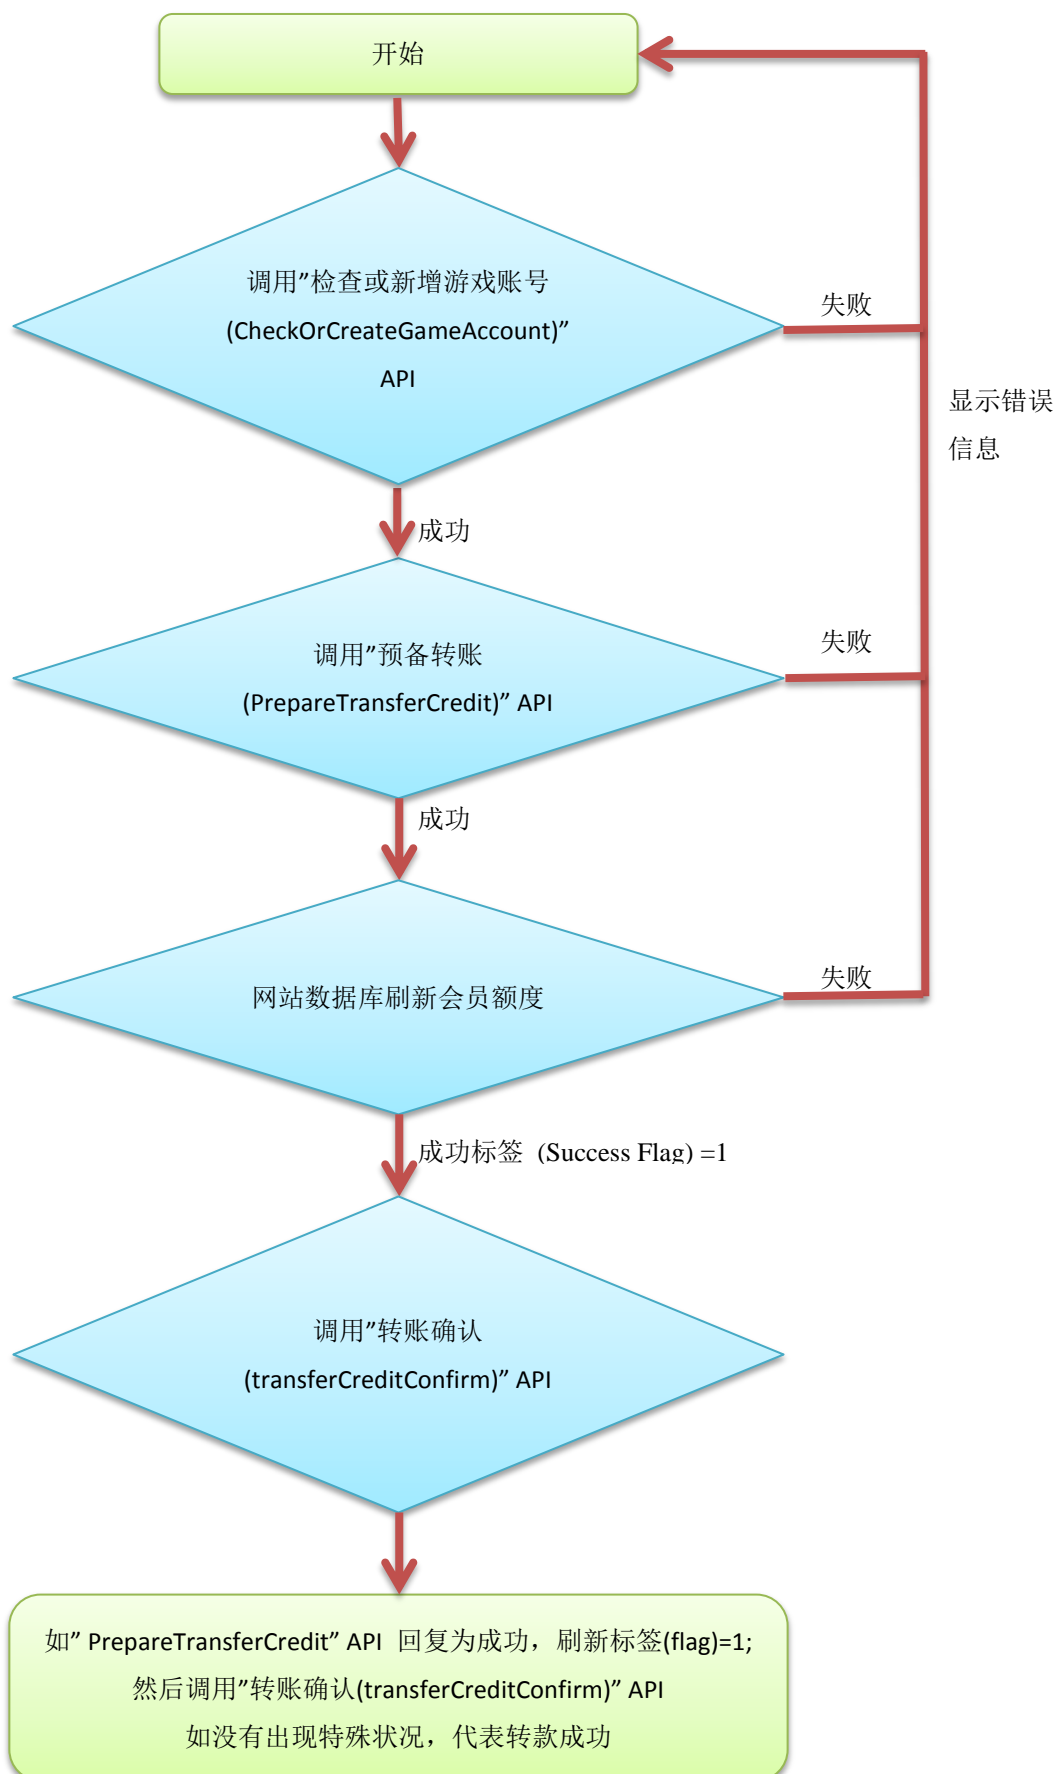 开始
调用”检查或新增游戏账号
(CheckOrCreateGameAccount)”
API
失败
显示错误
信息
成功
调用”预备转账
(PrepareTransferCredit)” API
失败
成功
网站数据库刷新会员额度
失败
成功标签 (Success Flag) =1
调用”转账确认
(transferCreditConfirm)” API
如” PrepareTransferCredit” API 回复为成功，刷新标签(flag)=1;
然后调用”转账确认(transferCreditConfirm)” API
如没有出现特殊状况，代表转款成功